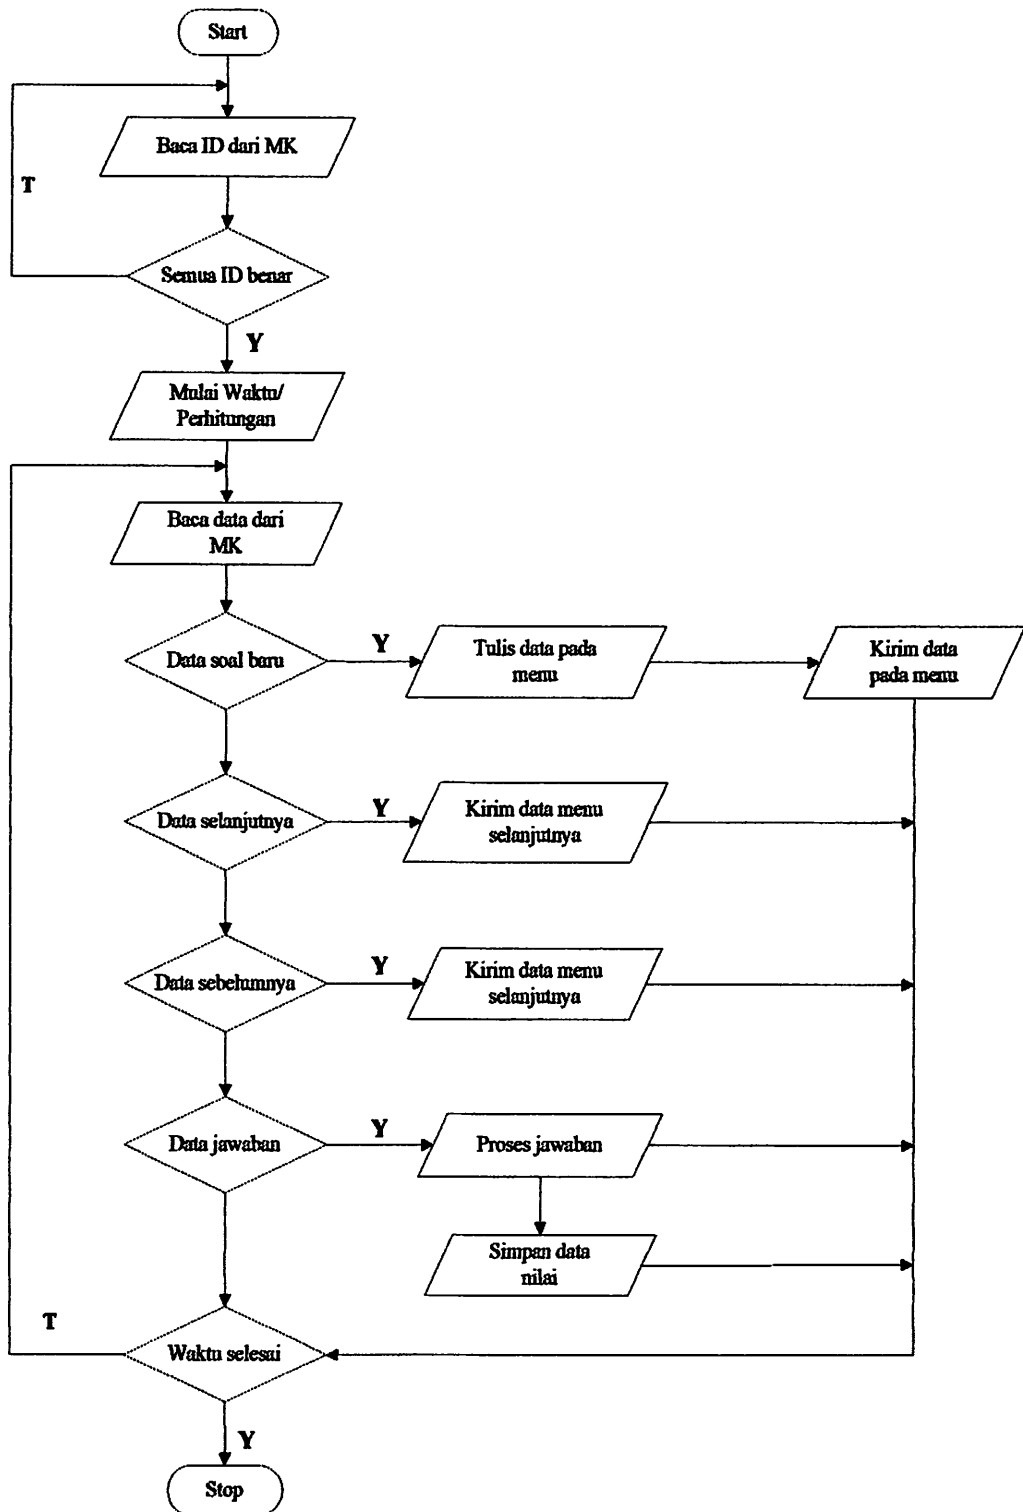 Start
Baca ID dari MK
T
Semua ID benar
Y
Mulai Waktu/
Perhitungan
Baca data dari
MK
Data soal baru
Y
Tulis data pada
menu
Kirim data
pada menu
Data selanjutnya
Y
Kirim data menu
selanjutnya
Data sebelumnya
Y
Kirim data menu
selanjutnya
Data jawaban
Y
Proses jawaban
Simpan data
nilai
T
Waktu selesai
Y
Stop